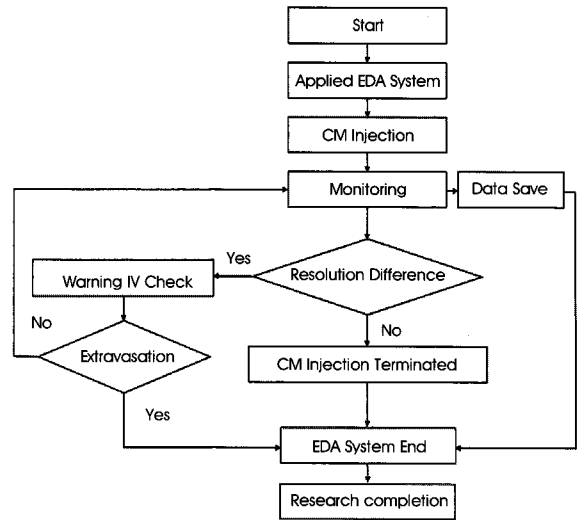 Start
Applied EDA System
CM Injection
Monitoring
Data Save
Resolution Difference
Yes
Warning IV Check
No
Extravasation
No
CM Injection Terminated
Yes
EDA System End
Research completion